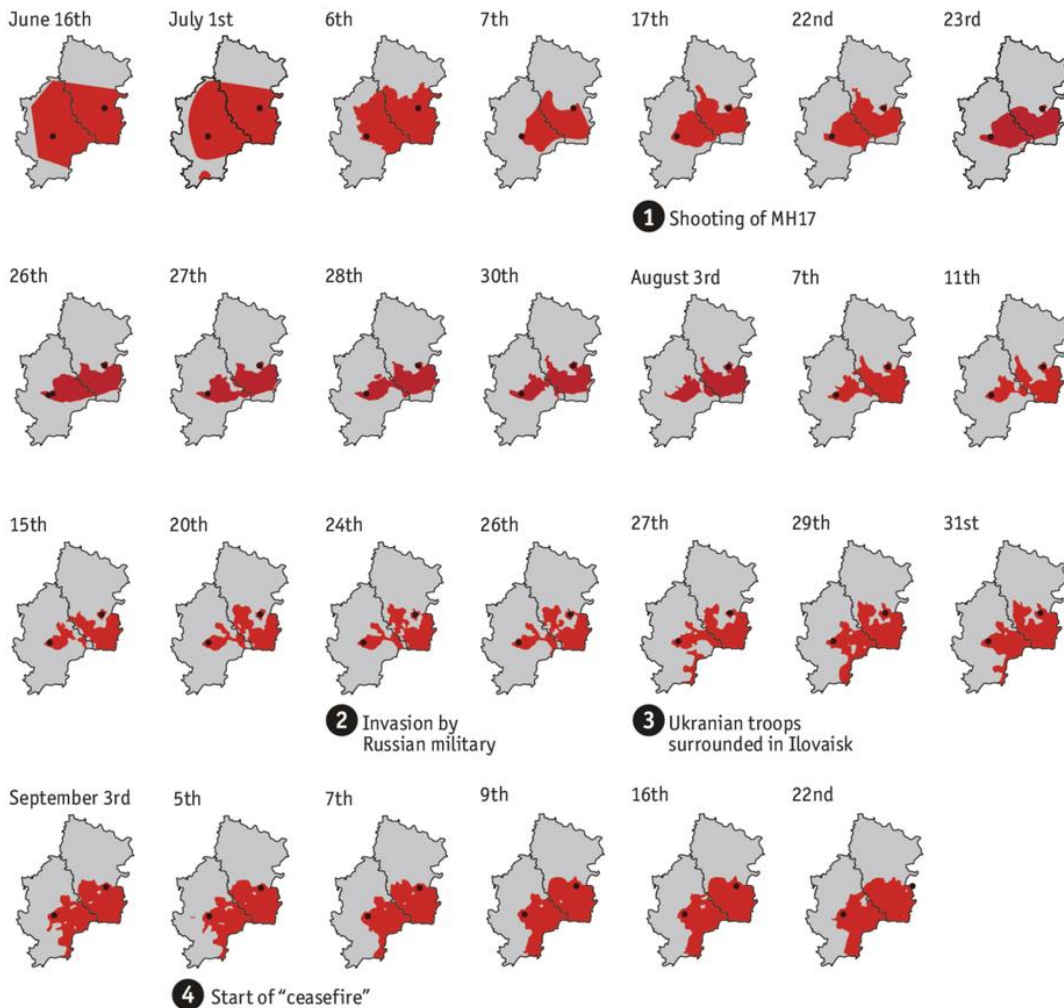 June 16th
July 1st
6th
7th
17th
22nd
23rd
1 Shooting of MH17
26th
27th
28th
30th
August 3rd
7th
11th
15th
20th
24th
26th
27th
29th
31st
2 Invasion by
Russian military
3 Ukranian troops
surrounded in Ilovaisk
September 3rd
5th
7th
9th
16th
22nd
4 Start of “ceasefire”